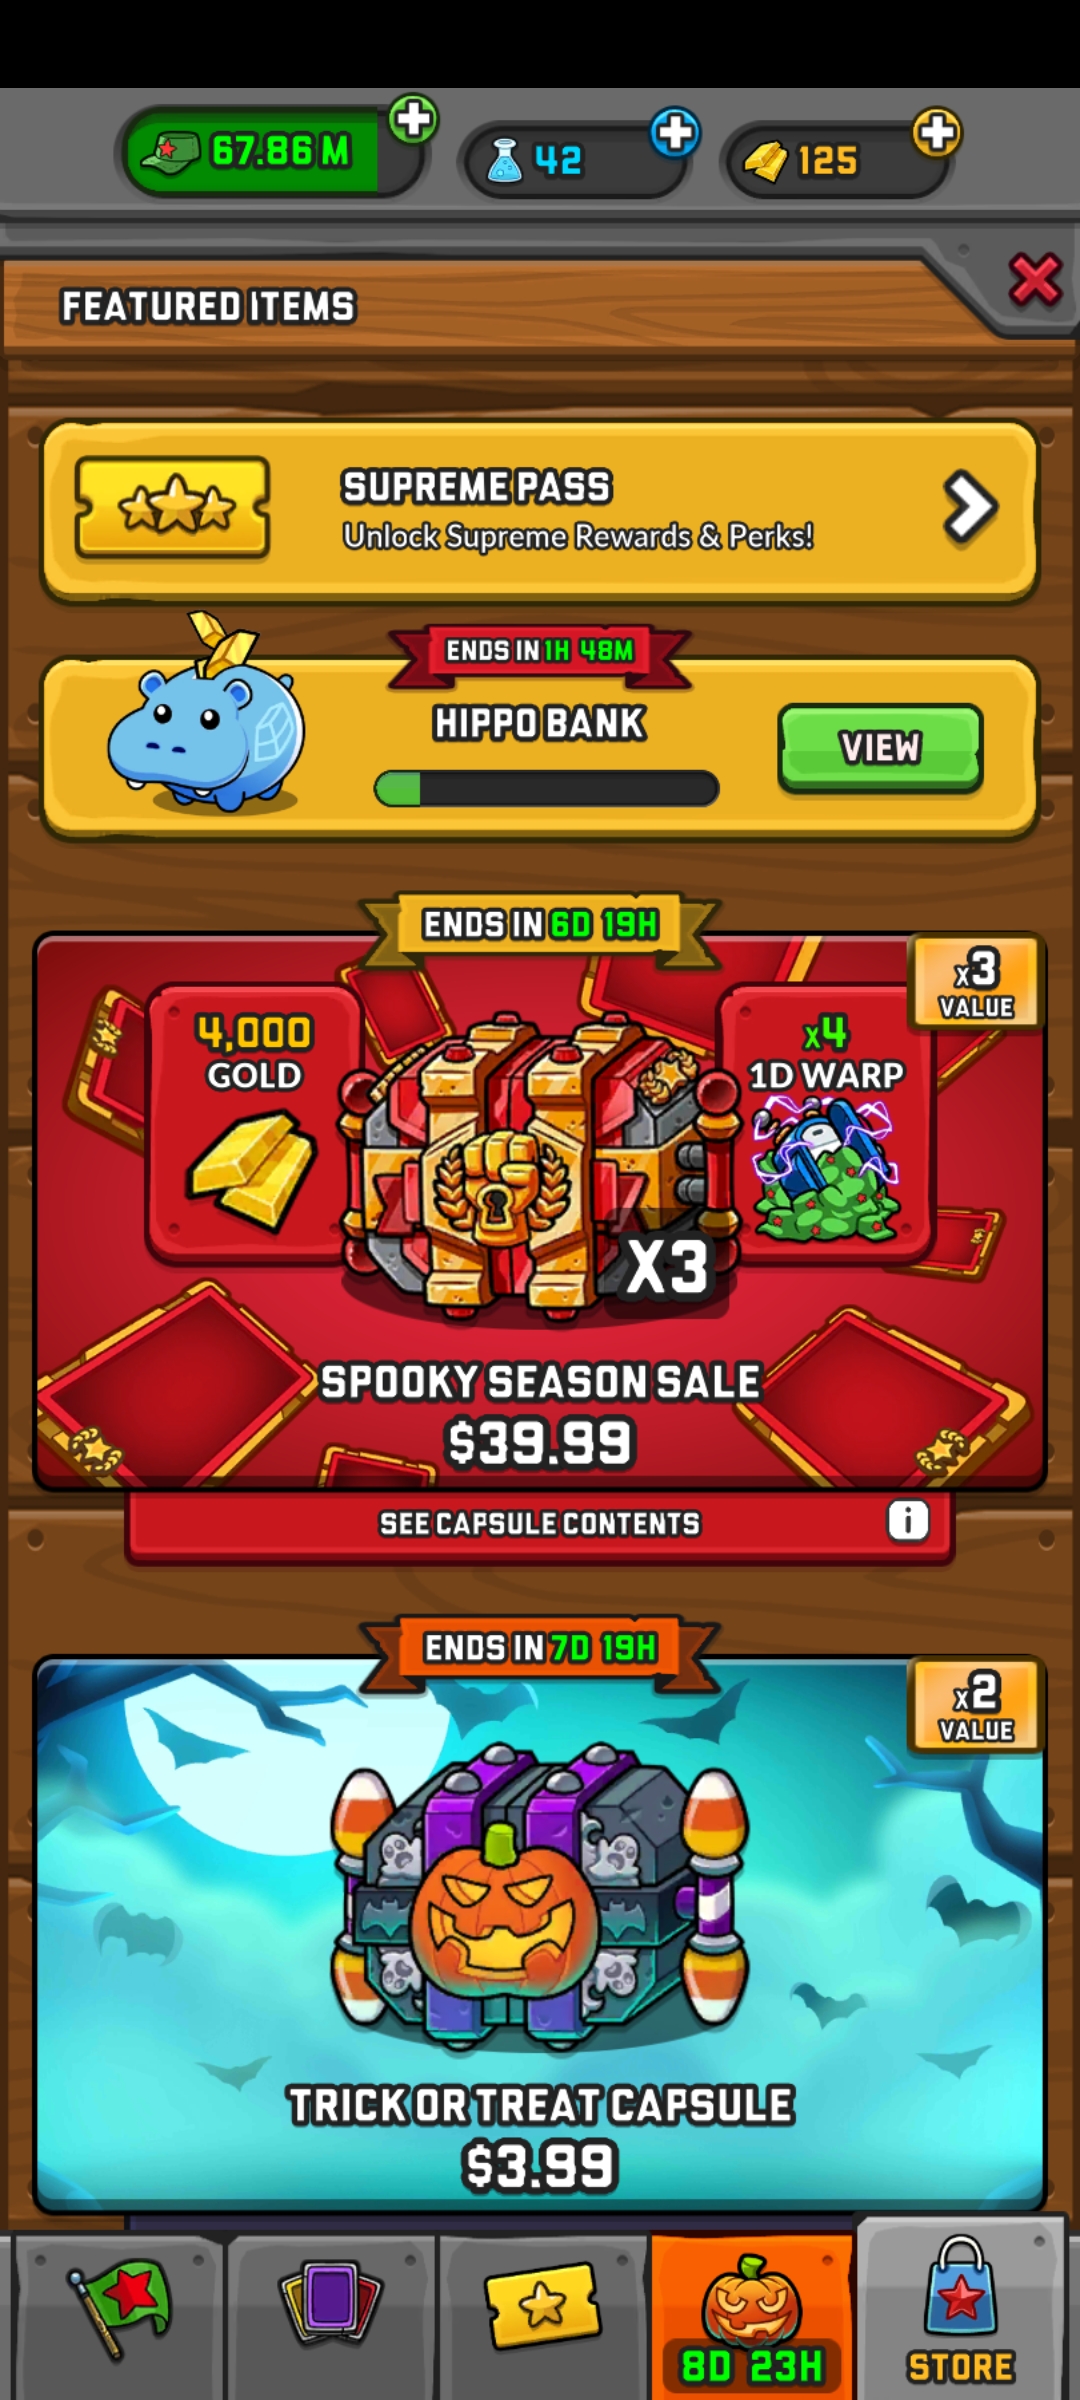 67.86 M
42
125
FEATURED ITEMS
SUPREME PASS
Unlock Supreme Rewards & Perks!
ENDS IN 1H 48M
HIPPO BANK
VIEW
ENDS IN 6D 19H
x3
VALUE
4,000
GOLD
x4
1D WARP
X3
SPOOKY SEASON SALE
$39.99
SEE CAPSULE CONTENTS
i
ENDS IN 7D 19H
x2
VALUE
TRICK OR TREAT CAPSULE
$3.99
8D 23H
STORE